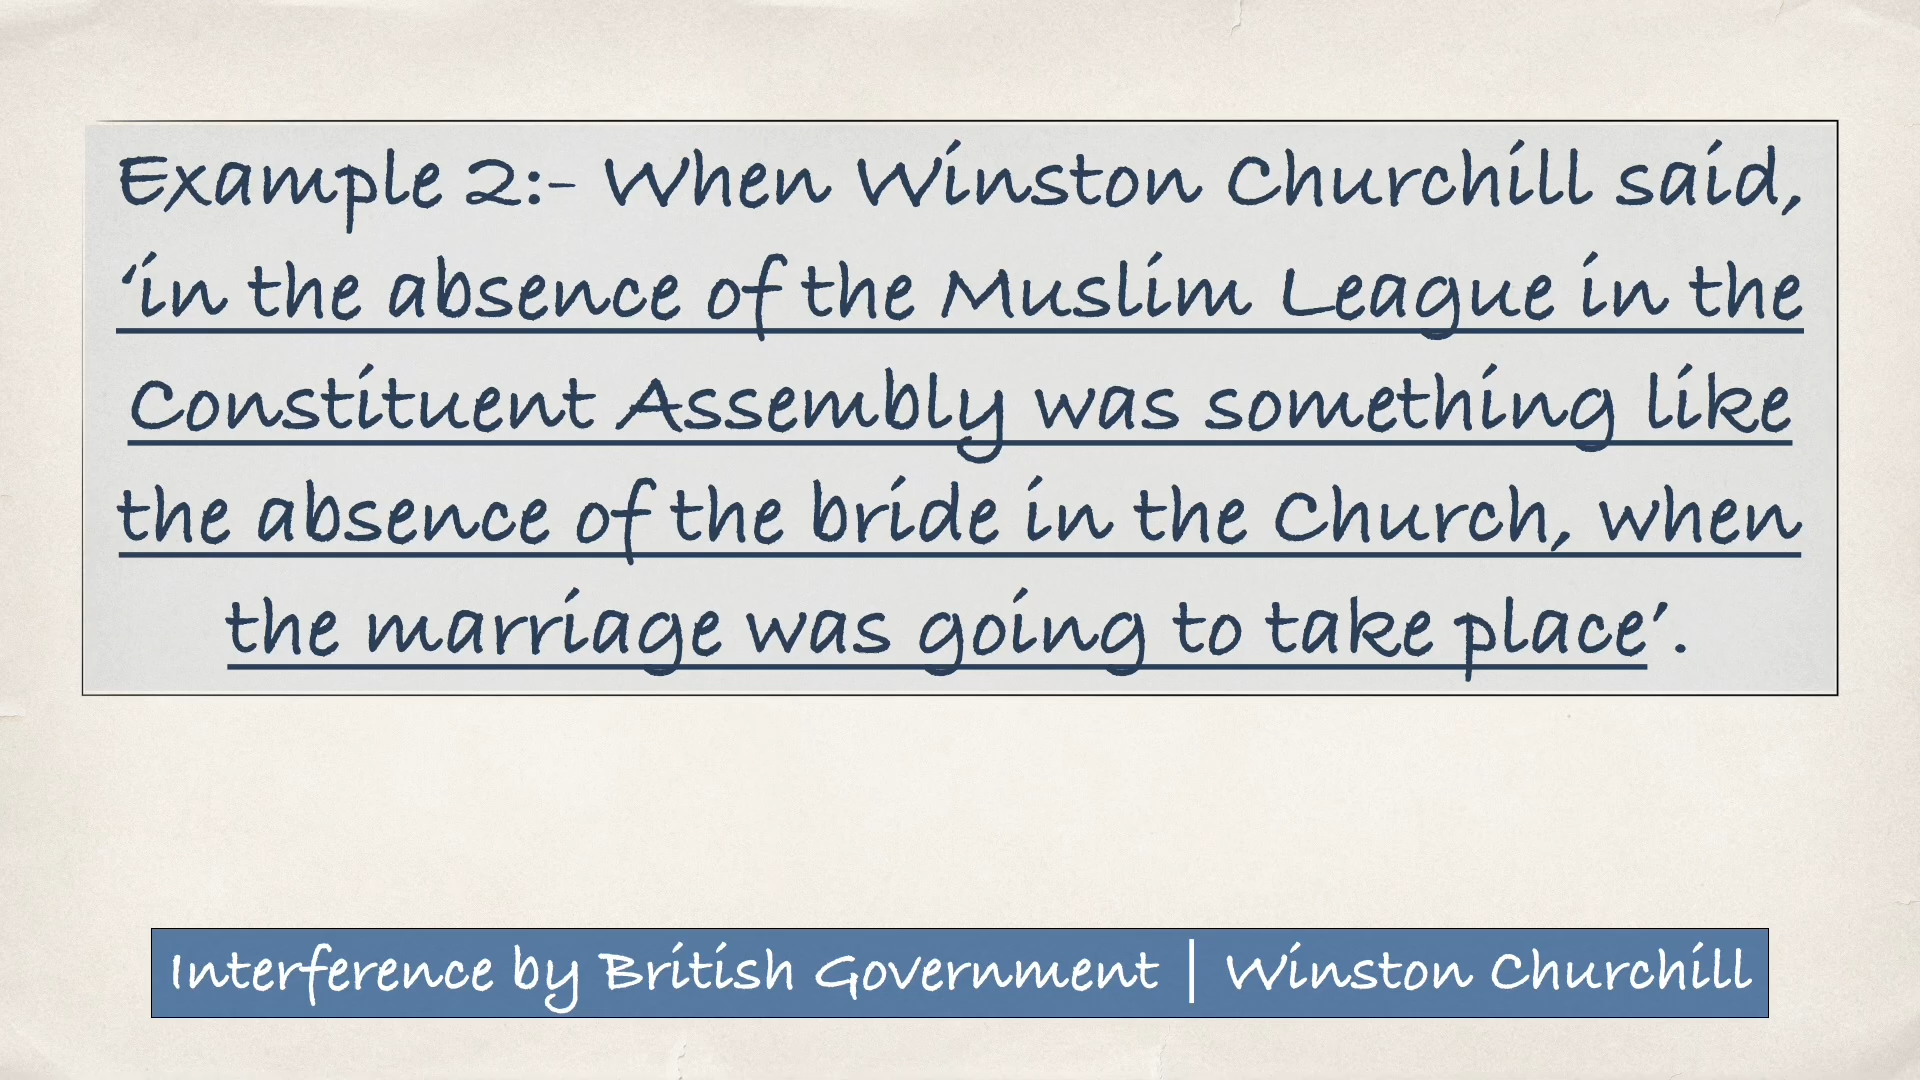 Example 2:- When Winston Churchill said,
‘in the absence of the Muslim League in the
Constituent Assembly was something like
the absence of the bride in the Church, when
the marriage was going to take place’.
Interference by British Government | Winston Churchill